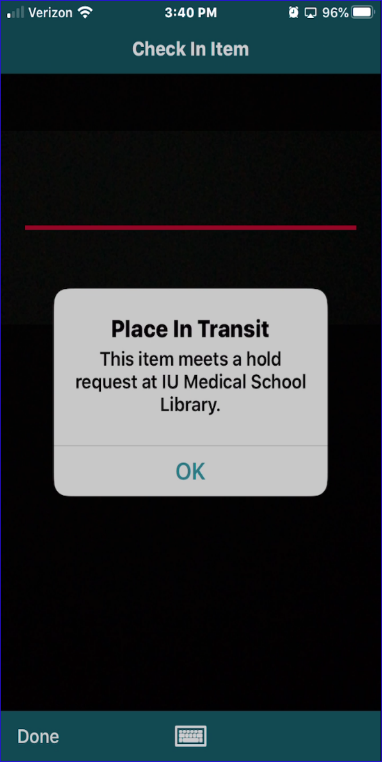 Verizon 3:40 PM 96%
Check In Item
Place In Transit
This item meets a hold
request at IU Medical School
Library.
OK
Done